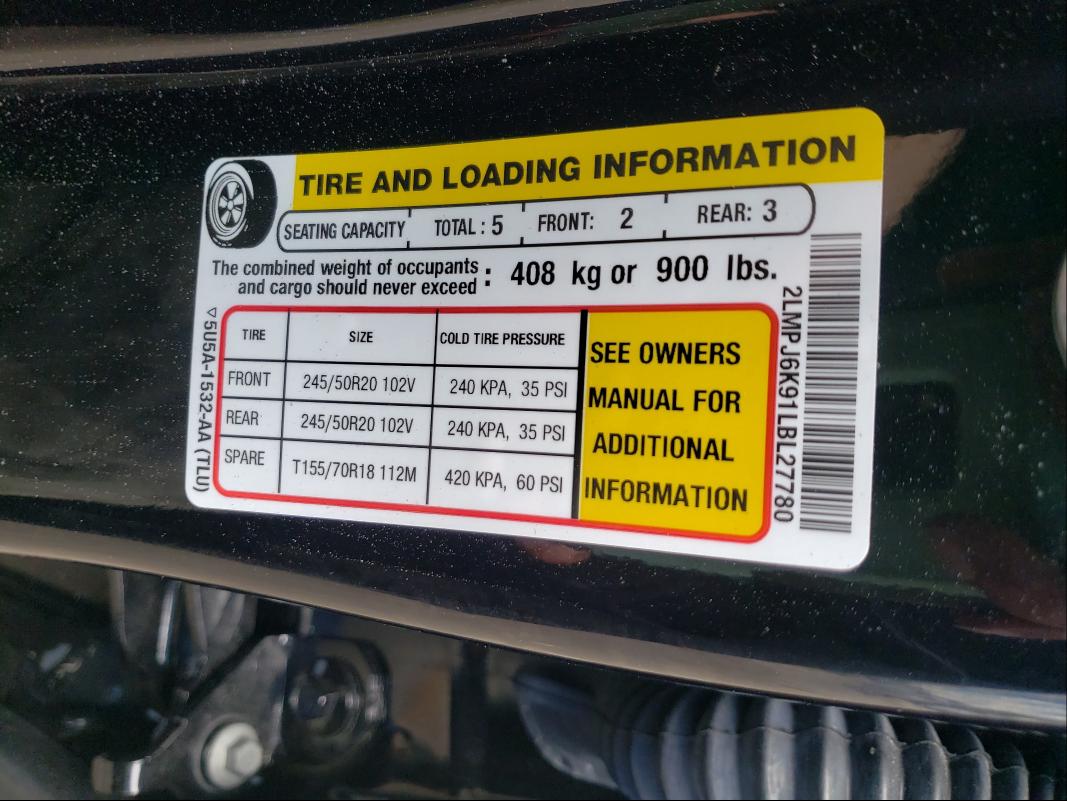 TIRE AND LOADING INFORMATION
SEATING CAPACITY TOTAL : 5 FRONT: 2 REAR: 3
The combined weight of occupants
and cargo should never exceed : 408 kg or 900 lbs.
TIRE SIZE COLD TIRE PRESSURE
FRONT 245/50R20 102V 240 KPA, 35 PSI
REAR 245/50R20 102V 240 KPA, 35 PSI
SPARE T155/70R18 112M 420 KPA, 60 PSI
SEE OWNERS
MANUAL FOR
ADDITIONAL
INFORMATION
▽5U5A-1532-AA (TLU)
2LMPJ6K91LBL27780